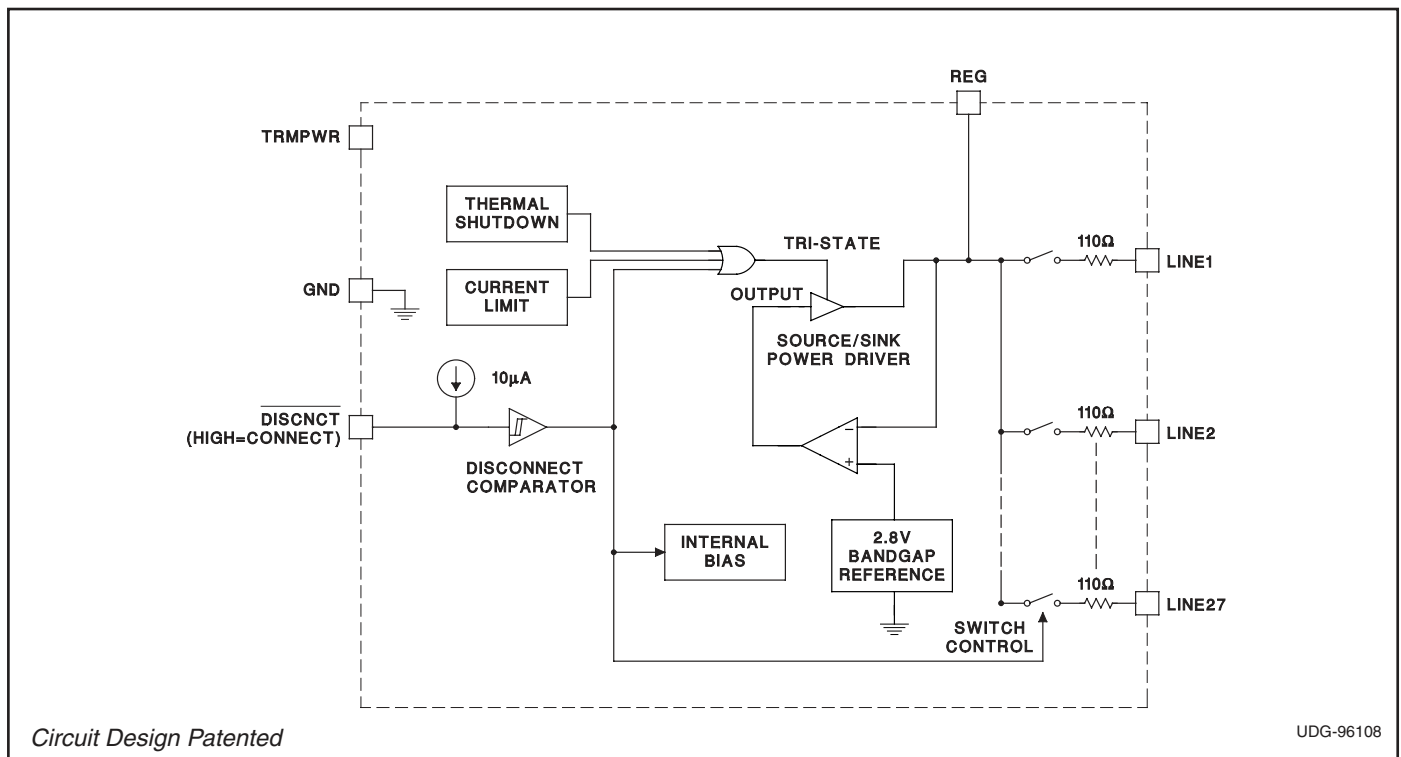 REG
TRMPWR
THERMAL
SHUTDOWN
TRI-STATE
110Ω
LINE1
GND
CURRENT
LIMIT
OUTPUT
SOURCE/SINK
POWER DRIVER
10µA
DISCNCT
(HIGH=CONNECT)
110Ω
LINE2
−
+
DISCONNECT
COMPARATOR
INTERNAL
BIAS
2.8V
BANDGAP
REFERENCE
110Ω
LINE27
SWITCH
CONTROL
Circuit Design Patented
UDG-96108